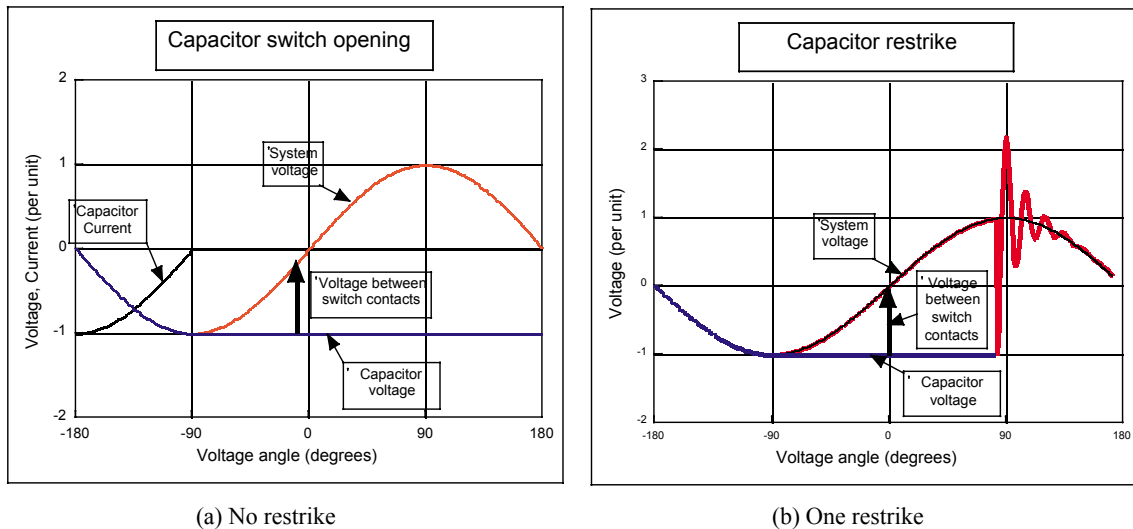 Capacitor switch opening
2
1
0
-1
-2
-180
-90
0
90
180
Voltage, Current (per unit)
Voltage angle (degrees)
'System
voltage
'Capacitor
Current
'Voltage between
switch contacts
' Capacitor
voltage
(a) No restrike
Capacitor restrike
3
2
1
0
-1
-2
-180
-90
0
90
180
Voltage (per unit)
Voltage angle (degrees)
'System
voltage
' Voltage
between
switch
contacts
' Capacitor
voltage
(b) One restrike